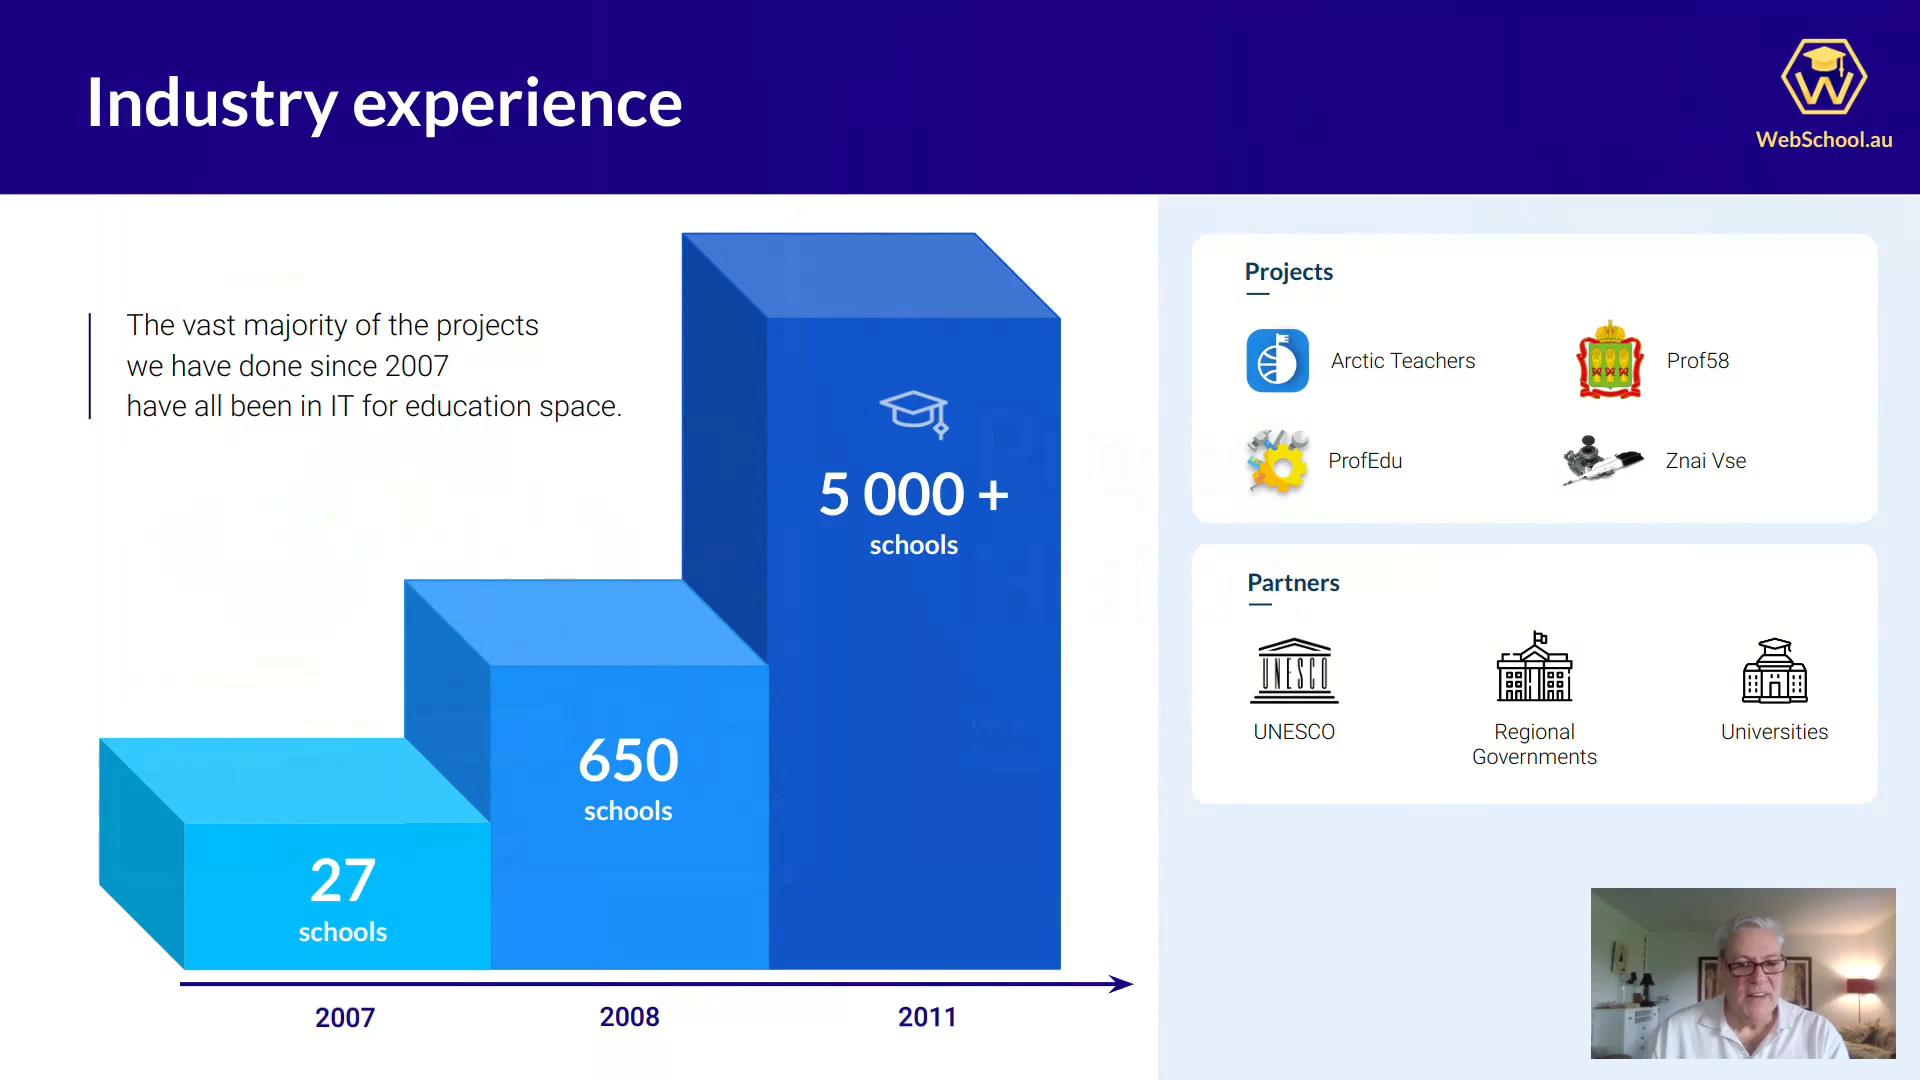 Industry experience
WebSchool.au
The vast majority of the projects
we have done since 2007
have all been in IT for education space.
5 000 +
schools
650
schools
27
schools
2007
2008
2011
Projects
Arctic Teachers
Prof58
ProfEdu
Znai Vse
Partners
UNESCO
UNESCO
Regional
Governments
Universities